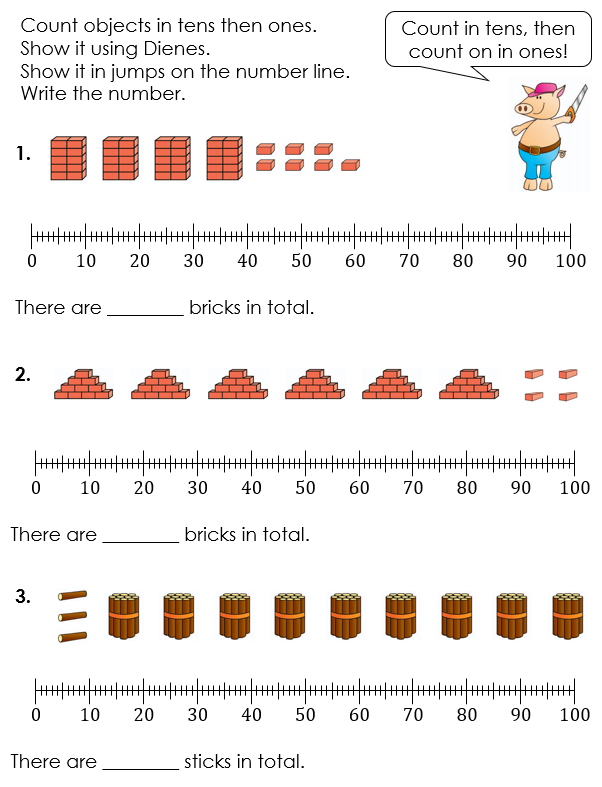 Count objects in tens then ones.
Show it using Dienes.
Show it in jumps on the number line.
Write the number.
Count in tens, then
count on in ones!
1.
0 10 20 30 40 50 60 70 80 90 100
There are ________ bricks in total.
2.
0 10 20 30 40 50 60 70 80 90 100
There are ________ bricks in total.
3.
0 10 20 30 40 50 60 70 80 90 100
There are ________ sticks in total.